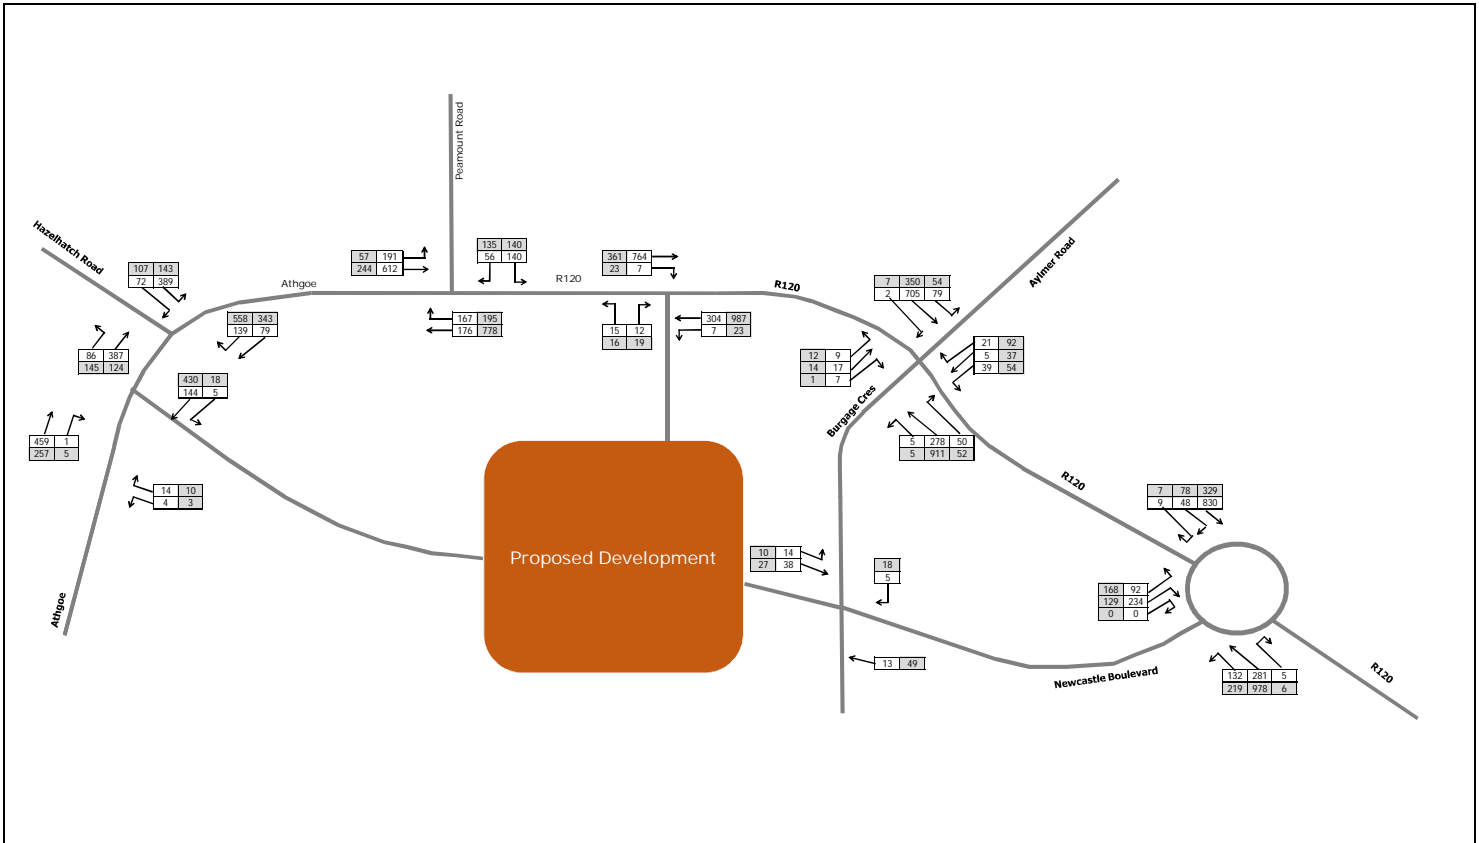 Peamount Road
Hazelhatch Road
Aylmer Road
135 140
56 140
57 191
244 612
361 764
23 7
107 143
72 389
Athgoe
R120
R120
7 350 54
2 705 79
558 343
139 79
167 195
176 778
15 12
16 19
304 987
7 23
86 387
145 124
12 9
14 17
1 7
21 92
5 37
39 54
430 18
144 5
Burgage Cres
459 1
257 5
5 278 50
5 911 52
R120
14 10
4 3
7 78 329
9 48 830
Proposed Development
10 14
27 38
18
5
168 92
129 234
0 0
Athgoe
13 49
Newcastle Boulevard
132 281 5
219 978 6
R120